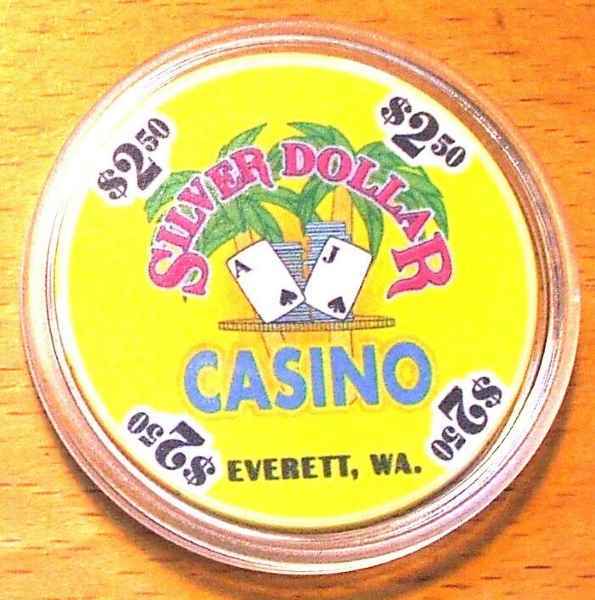 $2.50
$2.50
SILVER DOLLAR
A
J
CASINO
EVERETT, WA.
$2.50
$2.50